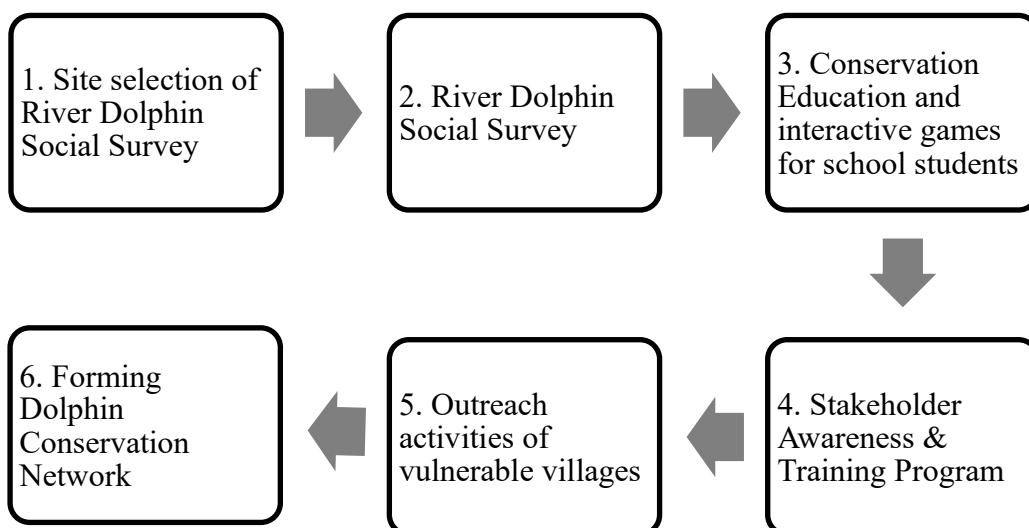 1. Site selection of
River Dolphin
Social Survey
2. River Dolphin
Social Survey
3. Conservation
Education and
interactive games
for school students
4. Stakeholder
Awareness &
Training Program
5. Outreach
activities of
vulnerable villages
6. Forming
Dolphin
Conservation
Network